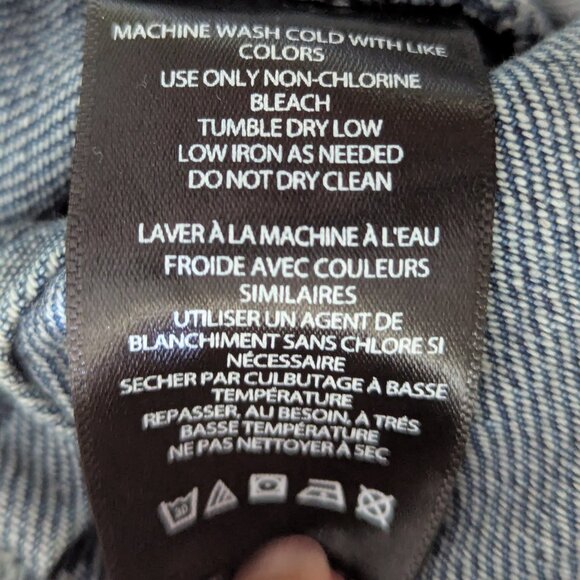 MACHINE WASH COLD WITH LIKE
COLORS
USE ONLY NON-CHLORINE
BLEACH
TUMBLE DRY LOW
LOW IRON AS NEEDED
DO NOT DRY CLEAN
LAVER À LA MACHINE À L'EAU
FROIDE AVEC COULEURS
SIMILAIRES
UTILISER UN AGENT DE
BLANCHIMENT SANS CHLORE SI
NÉCESSAIRE
SECHER PAR CULBUTAGE À BASSE
TEMPÉRATURE
REPASSER, AU BESOIN, A TRÉS
BASSE TEMPÉRATURE
NE PAS NETTOYER À SEC